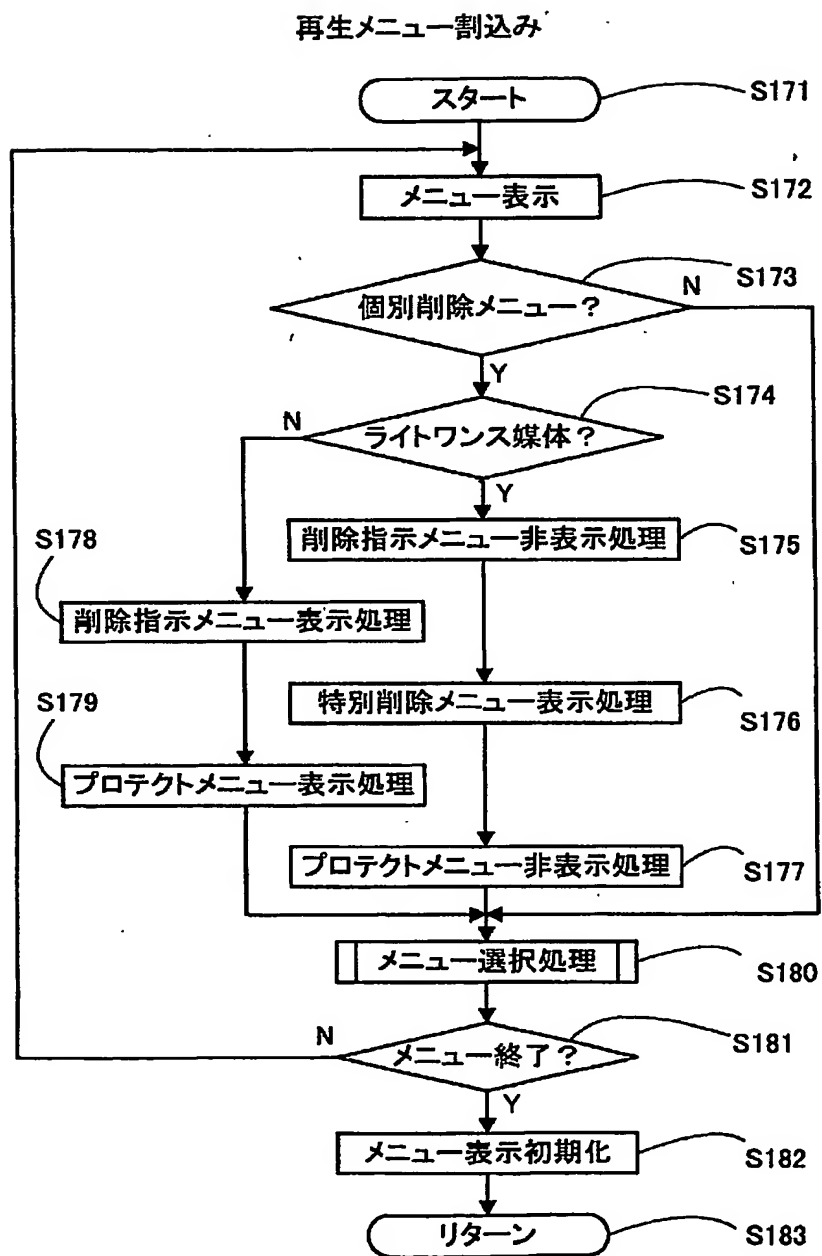 再生メニュー割込み
スタート
S171
メニュー表示
S172
個別削除メニュー?
S173
N
Y
ライトワンス媒体?
S174
N
Y
削除指示メニュー非表示処理
S175
S178
削除指示メニュー表示処理
特別削除メニュー表示処理
S176
S179
プロテクトメニュー表示処理
プロテクトメニュー非表示処理
S177
メニュー選択処理
S180
メニュー終了?
S181
N
Y
メニュー表示初期化
S182
リターン
S183